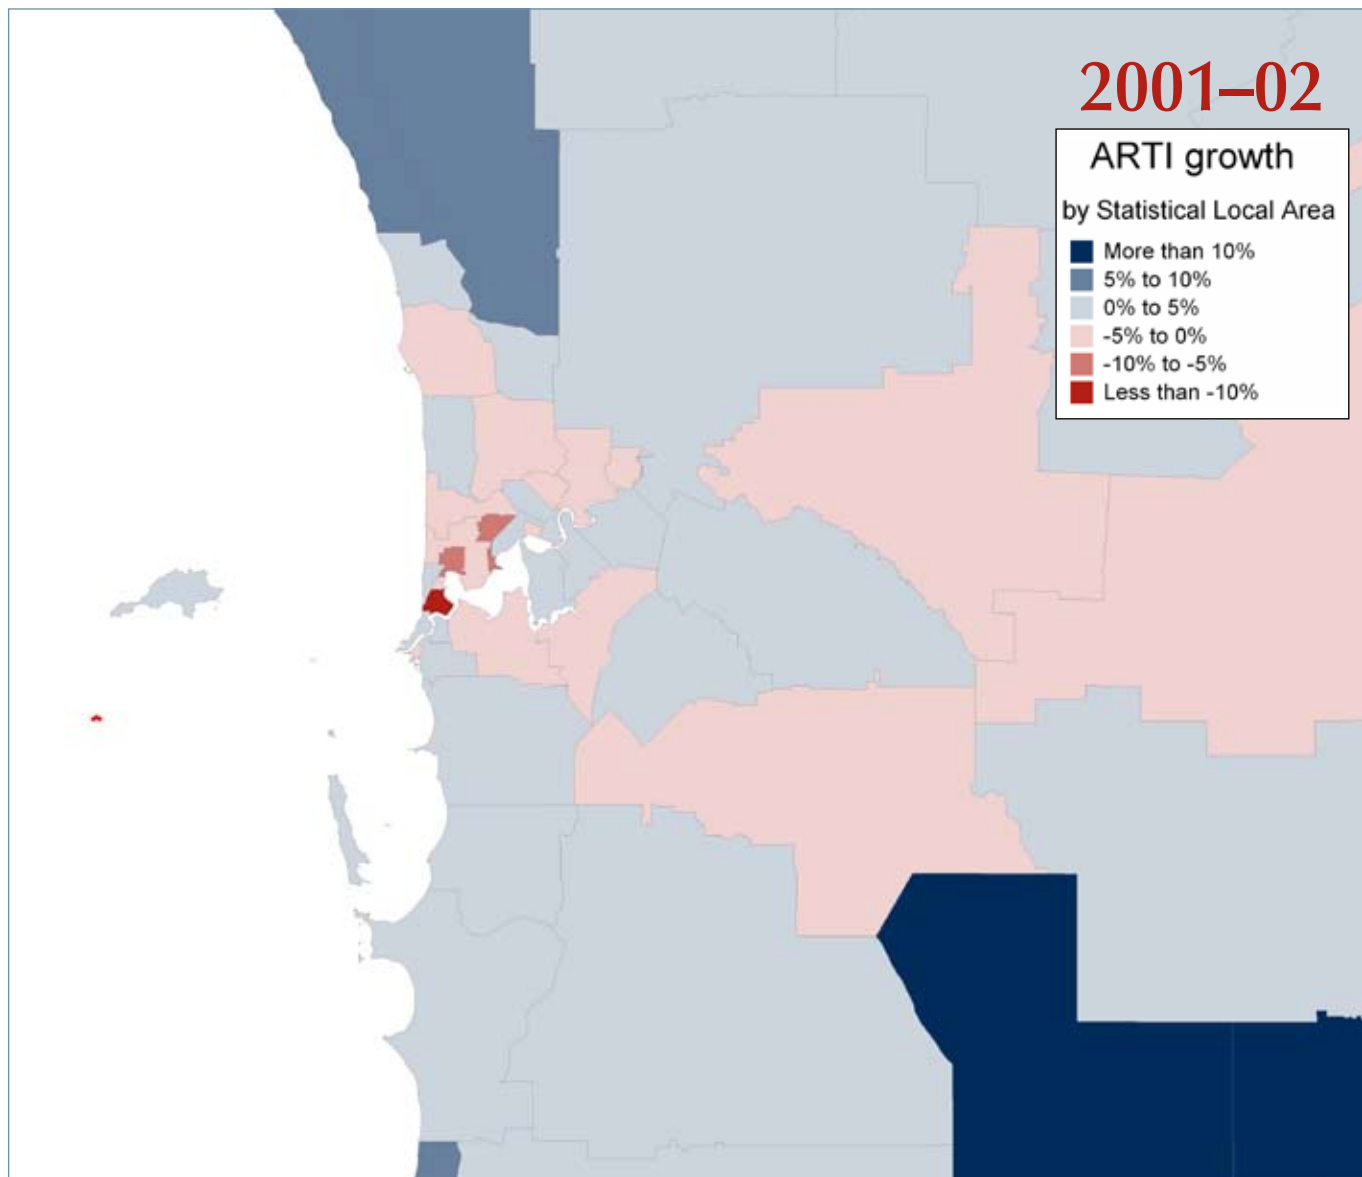 2001–02
ARTI growth
by Statistical Local Area
More than 10%
5% to 10%
0% to 5%
-5% to 0%
-10% to -5%
Less than -10%